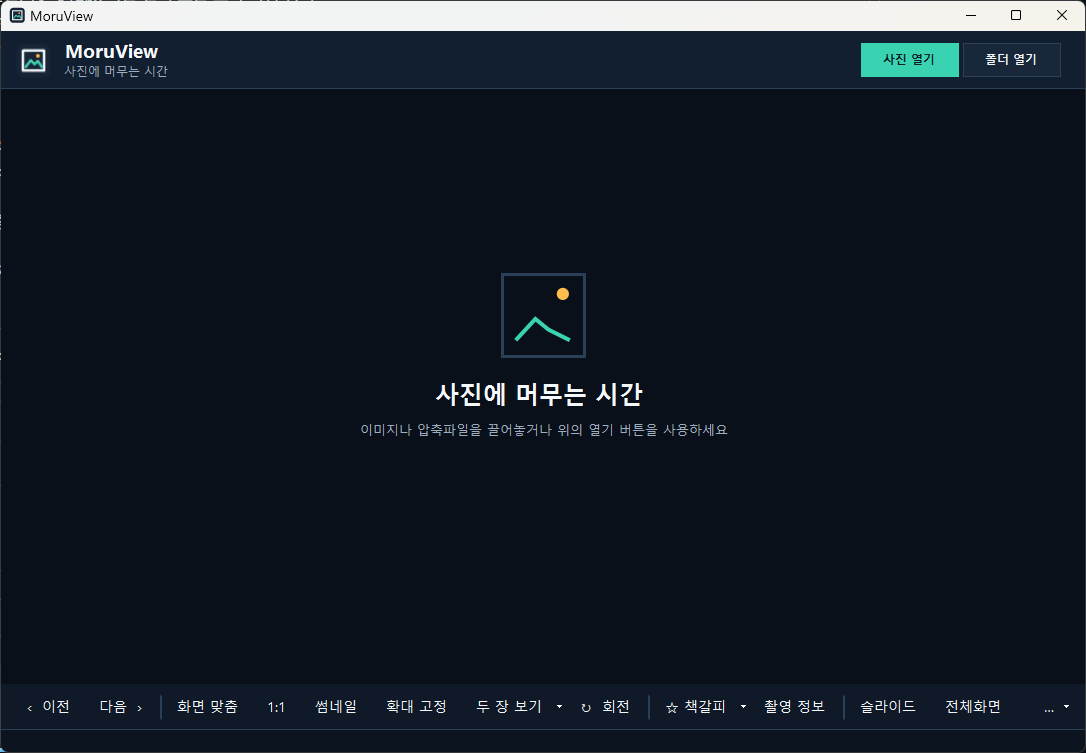 MoruView
MoruView
사진에 머무는 시간
사진 열기
폴더 열기
사진에 머무는 시간
이미지나 압축파일을 끌어놓거나 위의 열기 버튼을 사용하세요
‹ 이전 다음 › 화면 맞춤 1:1 썸네일 확대 고정 두 장 보기 ↻ 회전 ☆ 책갈피 촬영 정보 슬라이드 전체화면 ...